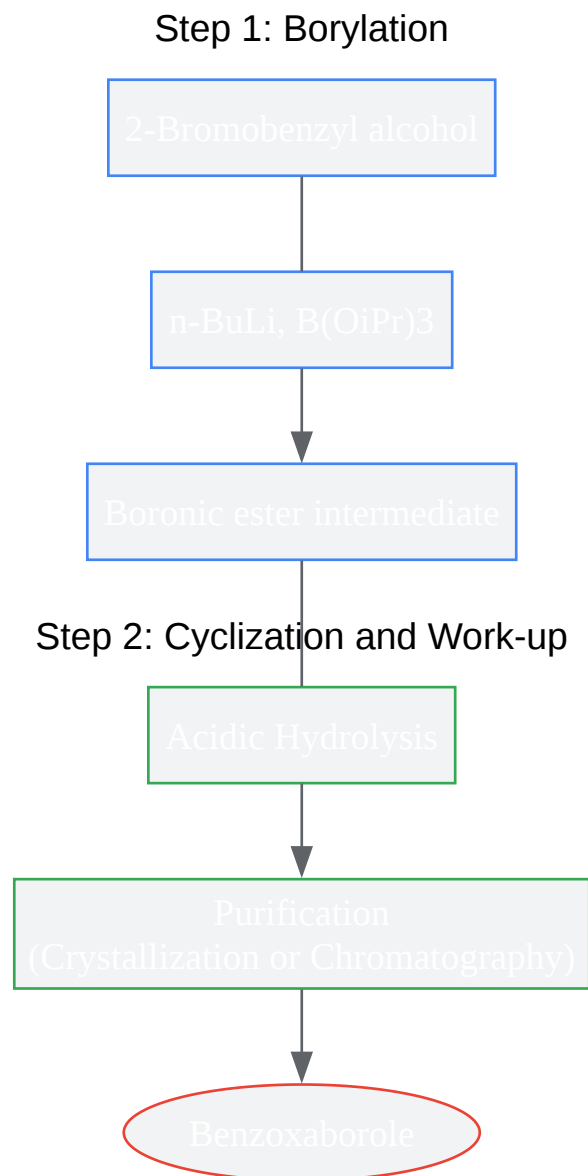 Step 1: Borylation
2-Bromobenzyl alcohol
n-BuLi, B(OiPr)3
Boronic ester intermediate
Step 2: Cyclization and Work-up
Acidic Hydrolysis
Purification
(Crystallization or Chromatography)
Benzoxaborole